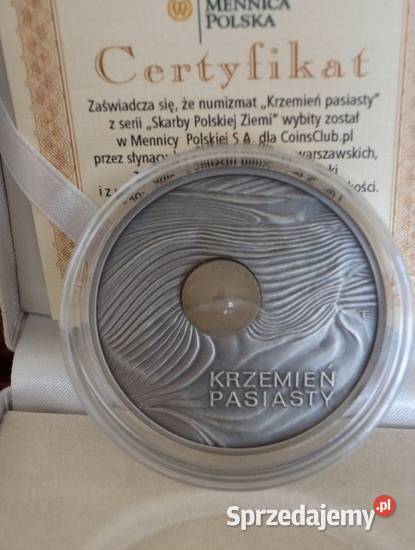 MENNICA
POLSKA
Certyfikat
Zaświadcza się, że numizmat „Krzemień pasiasty”
z serii „Skarby Polskiej Ziemi” wybity został
w Mennicy Polskiej S.A. dla CoinsClub.pl
przez słynący warszawskich,
i z
KRZEMIEŃ
PASIASTY
TE
Sprzedajemy.pl